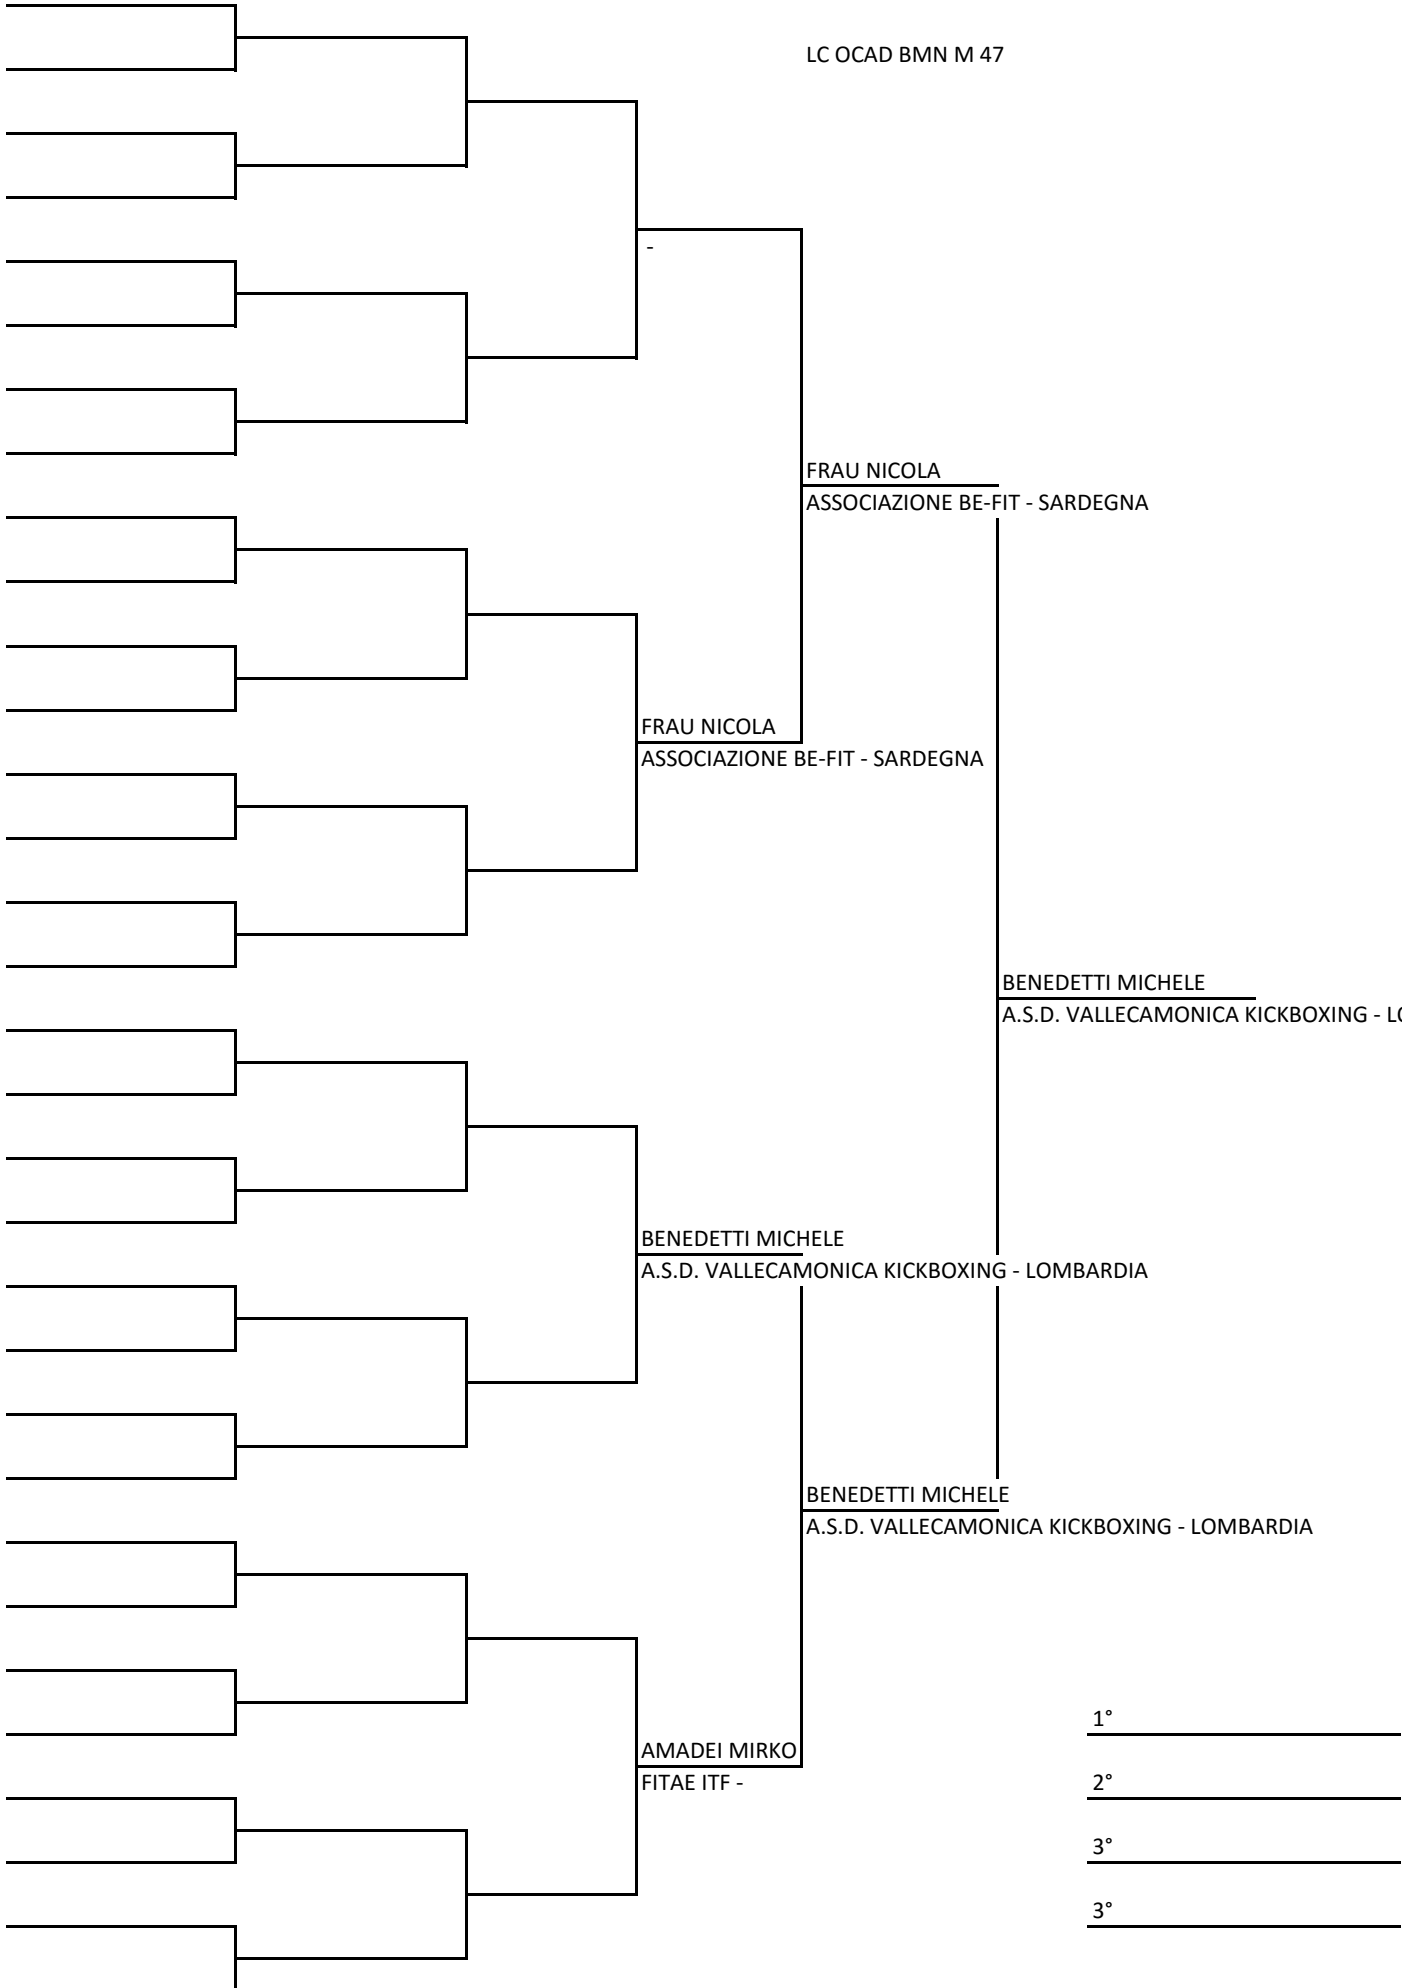 LC OCAD BMN M 47
-
FRAU NICOLA
ASSOCIAZIONE BE-FIT - SARDEGNA
FRAU NICOLA
ASSOCIAZIONE BE-FIT - SARDEGNA
BENEDETTI MICHELE
A.S.D. VALLECAMONICA KICKBOXING - LO
BENEDETTI MICHELE
A.S.D. VALLECAMONICA KICKBOXING - LOMBARDIA
BENEDETTI MICHELE
A.S.D. VALLECAMONICA KICKBOXING - LOMBARDIA
1°
AMADEI MIRKO
FITAE ITF -
2°
3°
3°